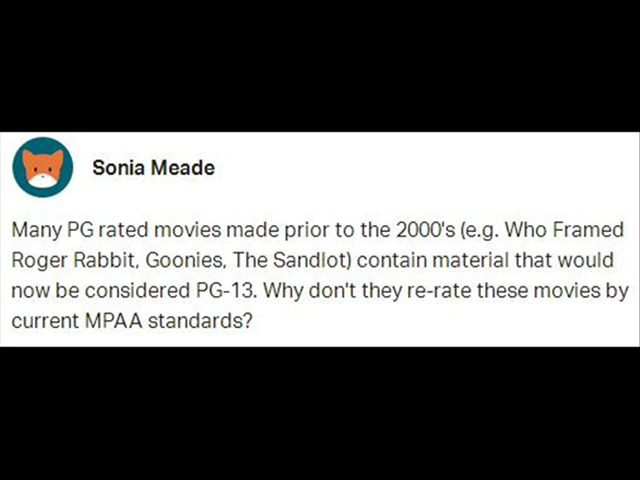 Sonia Meade
Many PG rated movies made prior to the 2000's (e.g. Who Framed
Roger Rabbit, Goonies, The Sandlot) contain material that would
now be considered PG-13. Why don't they re-rate these movies by
current MPAA standards?